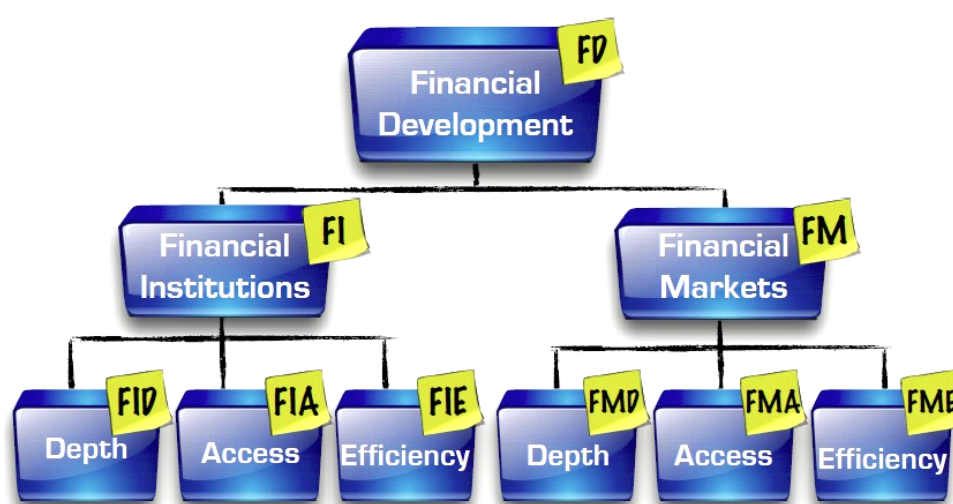 FD
Financial
Development
FI
Financial
Institutions
FM
Financial
Markets
FID
Depth
FIA
Access
FIE
Efficiency
FMD
Depth
FMA
Access
FME
Efficiency